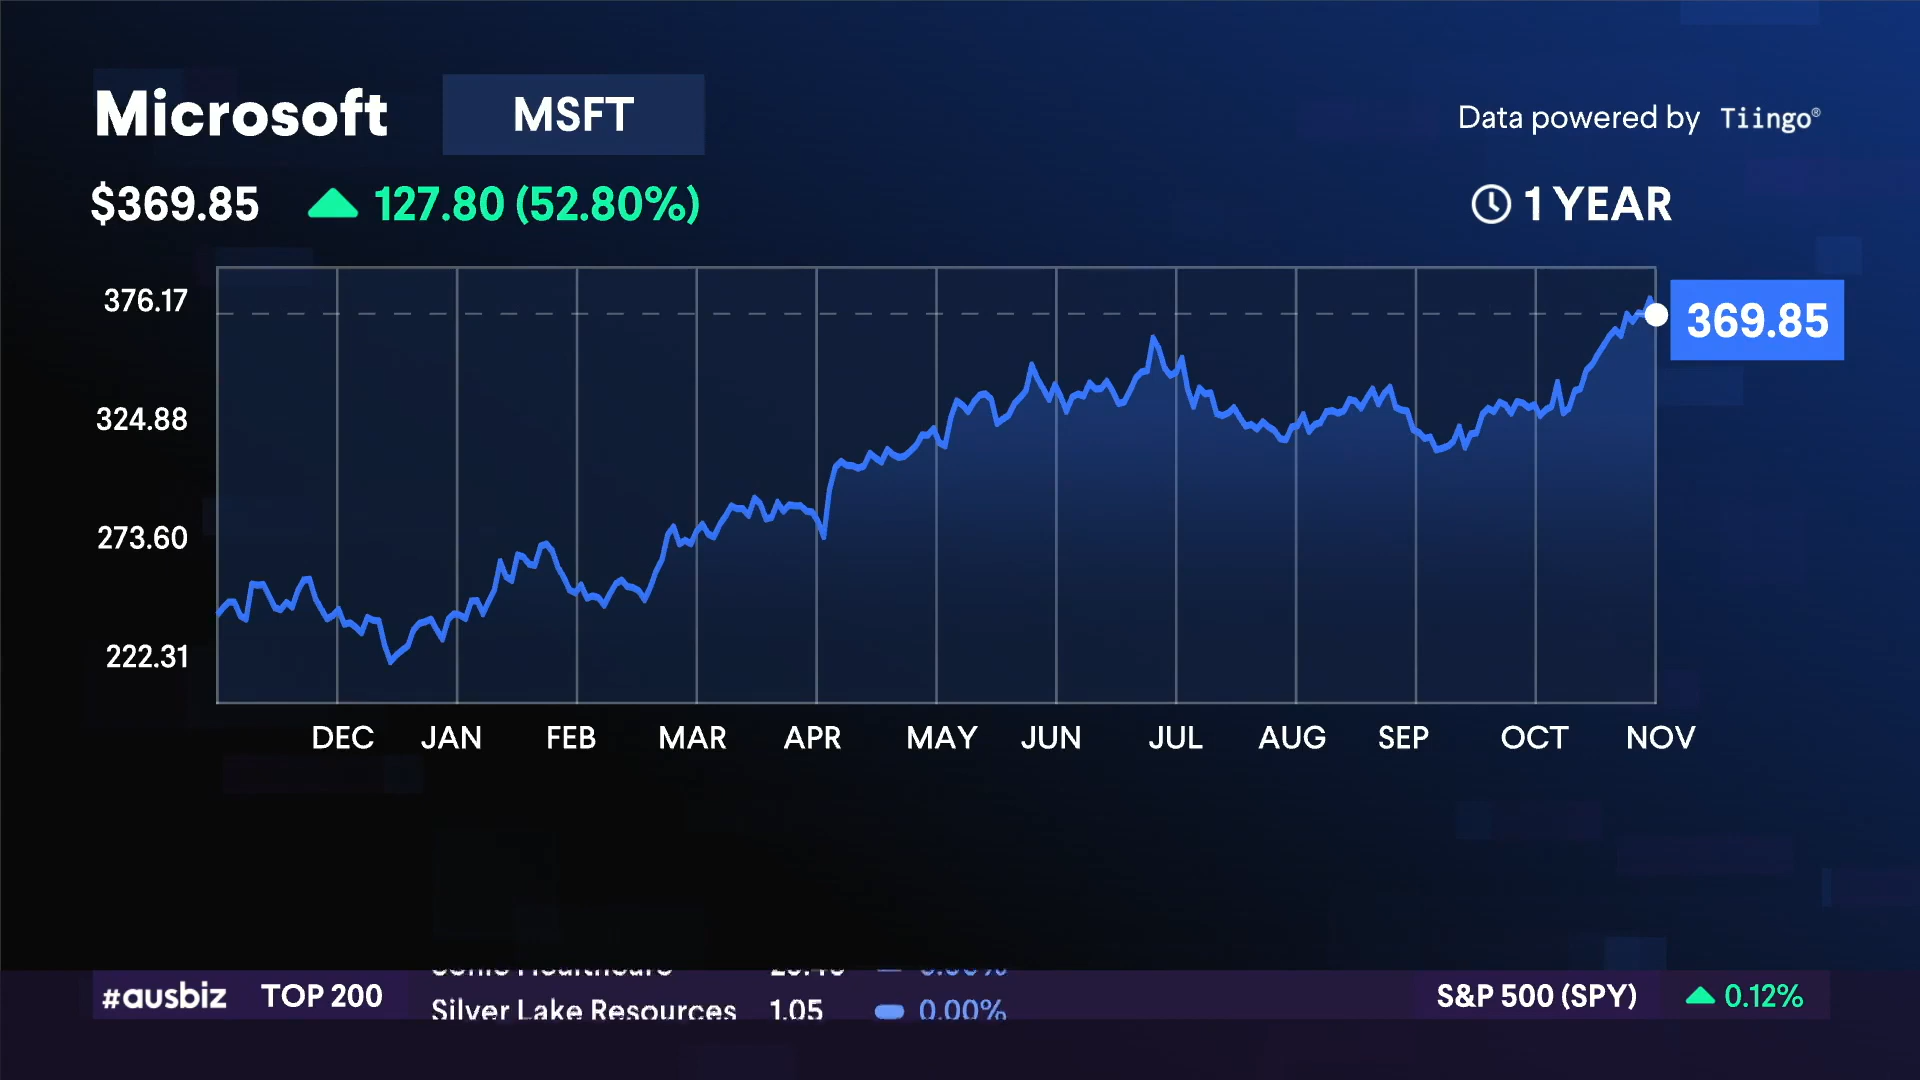 Microsoft MSFT
Data powered by Tiingo®
$369.85 127.80 (52.80%)
1 YEAR
376.17
369.85
324.88
273.60
222.31
DEC JAN FEB MAR APR MAY JUN JUL AUG SEP OCT NOV
#ausbiz TOP 200
Silver Lake Resources 1.05 0.00%
S&P 500 (SPY) 0.12%